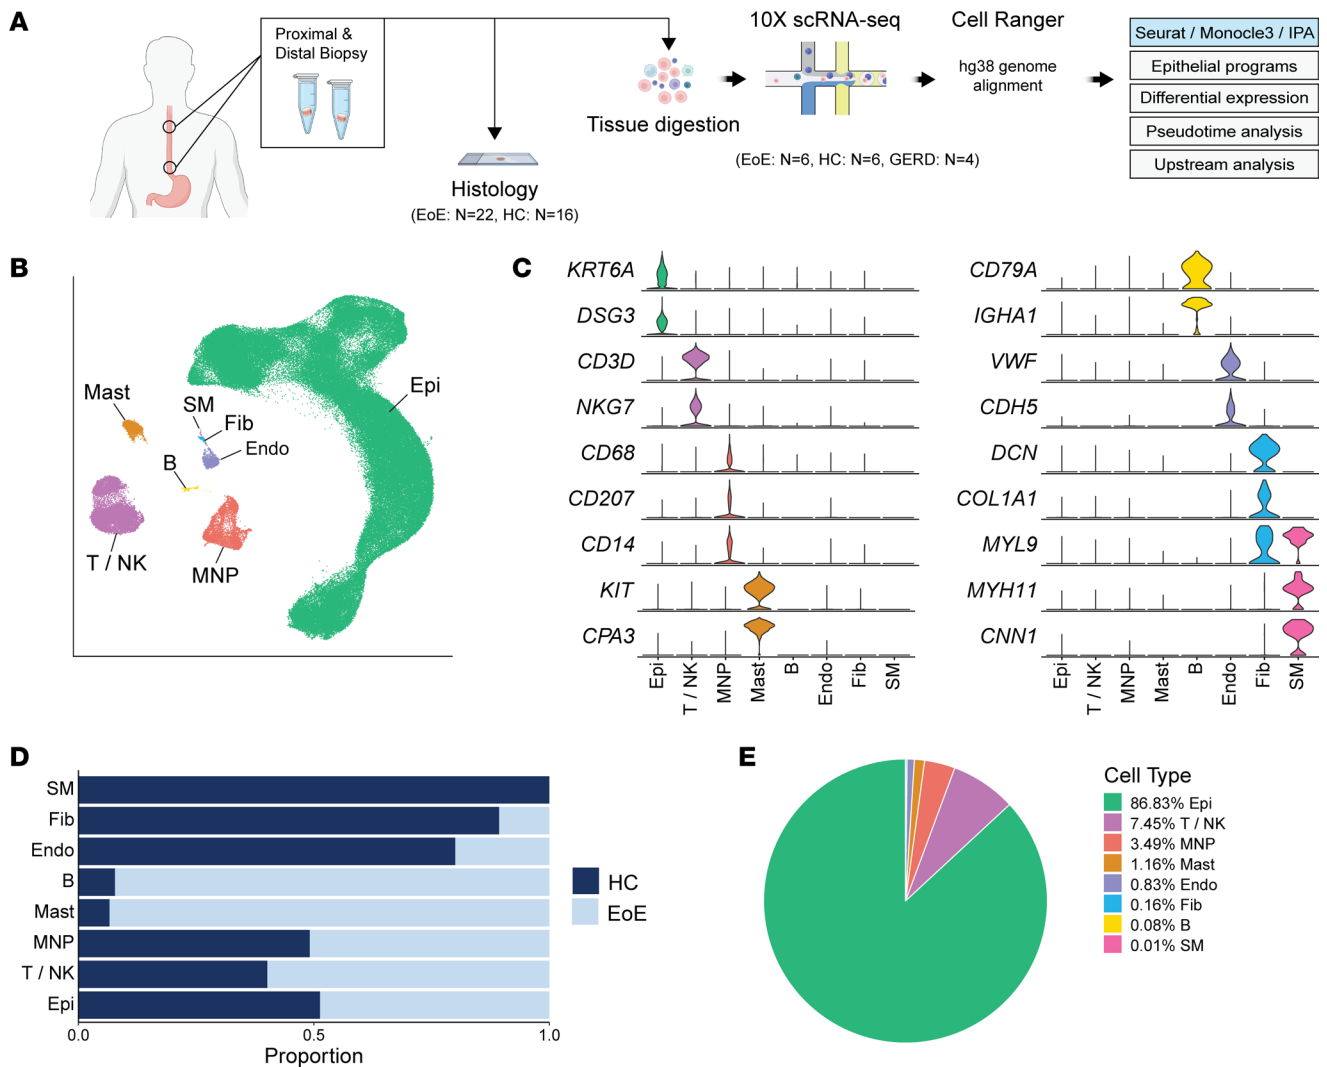 A
Proximal &
Distal Biopsy
Histology
(EoE: N=22, HC: N=16)
Tissue digestion
10X scRNA-seq
(EoE: N=6, HC: N=6, GERD: N=4)
Cell Ranger
hg38 genome
alignment
Seurat / Monocle3 / IPA
Epithelial programs
Differential expression
Pseudotime analysis
Upstream analysis
B
Mast
SM
Fib
Endo
B
T / NK
MNP
Epi
C
KRT6A
DSG3
CD3D
NKG7
CD68
CD207
CD14
KIT
CPA3
Epi
T / NK
MNP
Mast
B
Endo
Fib
SM
CD79A
IGHA1
VWF
CDH5
DCN
COL1A1
MYL9
MYH11
CNN1
Epi
T / NK
MNP
Mast
B
Endo
Fib
SM
D
SM
Fib
Endo
B
Mast
MNP
T / NK
Epi
0.0
0.5
1.0
Proportion
HC
EoE
E
Cell Type
86.83% Epi
7.45% T / NK
3.49% MNP
1.16% Mast
0.83% Endo
0.16% Fib
0.08% B
0.01% SM